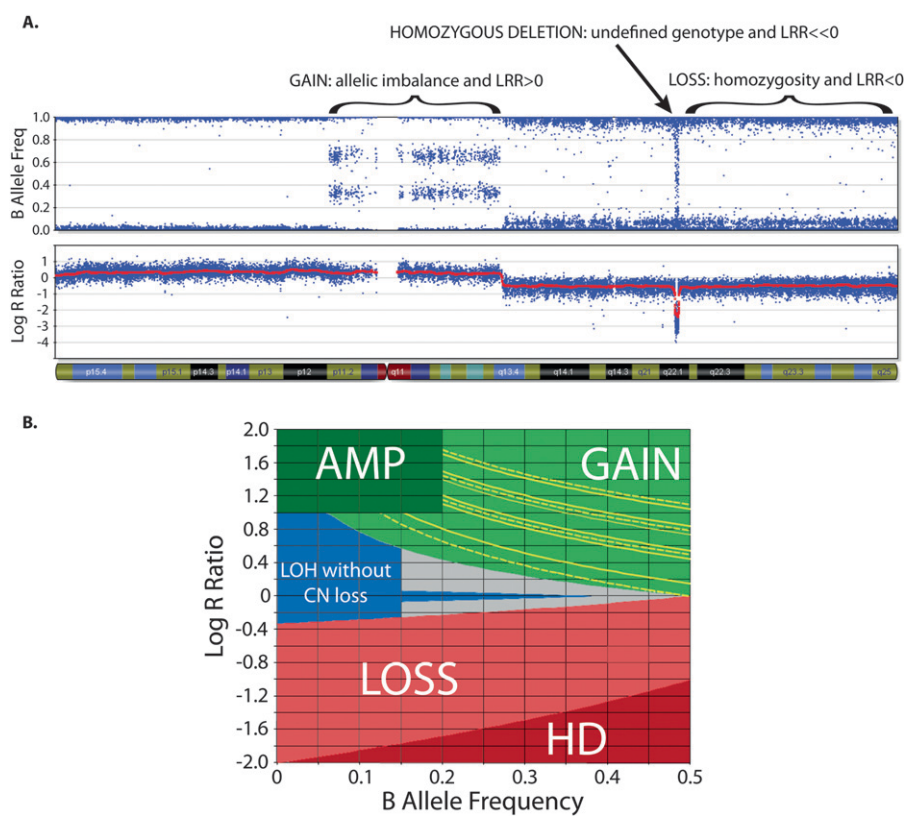 A.
HOMOZYGOUS DELETION: undefined genotype and LRR<<0
GAIN: allelic imbalance and LRR>0
LOSS: homozygosity and LRR<0
B Allele Freq
1.0
0.8
0.6
0.4
0.2
0.0
Log R Ratio
1
0
-1
-2
-3
-4
p15.4 p15.1 p14.3 p14.1 p13 p12 p11.2 q11 q13.4 q14.1 q14.3 q21 q22.1 q22.3 q23.3 q25
B.
Log R Ratio
2.0
1.6
1.2
0.8
0.4
0
-0.4
-0.8
-1.2
-1.6
-2.0
AMP
GAIN
LOH without
CN loss
LOSS
HD
0 0.1 0.2 0.3 0.4 0.5
B Allele Frequency